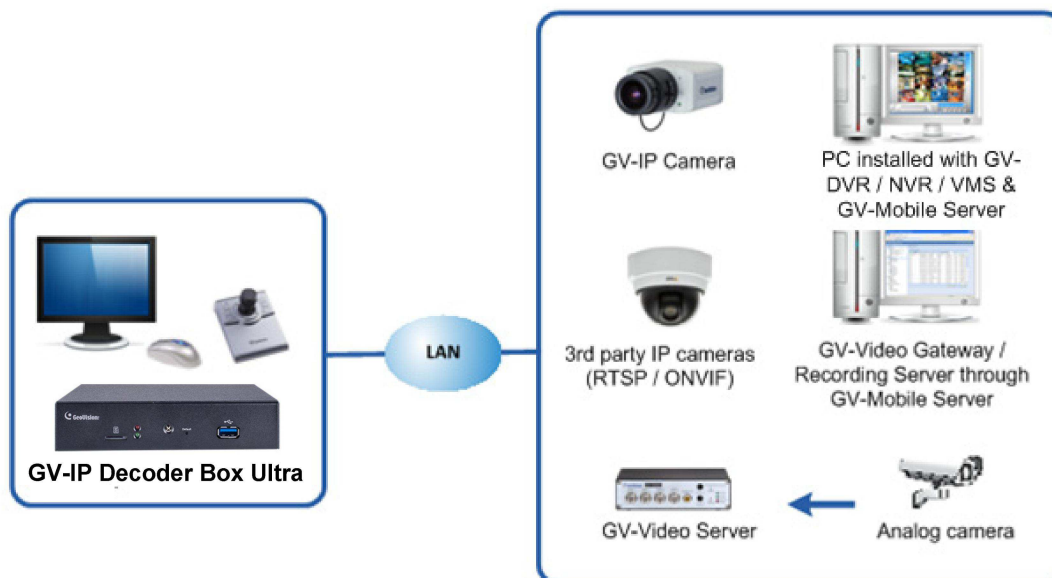 GV-IP Camera
PC installed with GV-
DVR / NVR / VMS &
GV-Mobile Server
LAN
3rd party IP cameras
(RTSP / ONVIF)
GV-Video Gateway /
Recording Server through
GV-Mobile Server
GeoVision
GV-IP Decoder Box Ultra
GV-Video Server
Analog camera